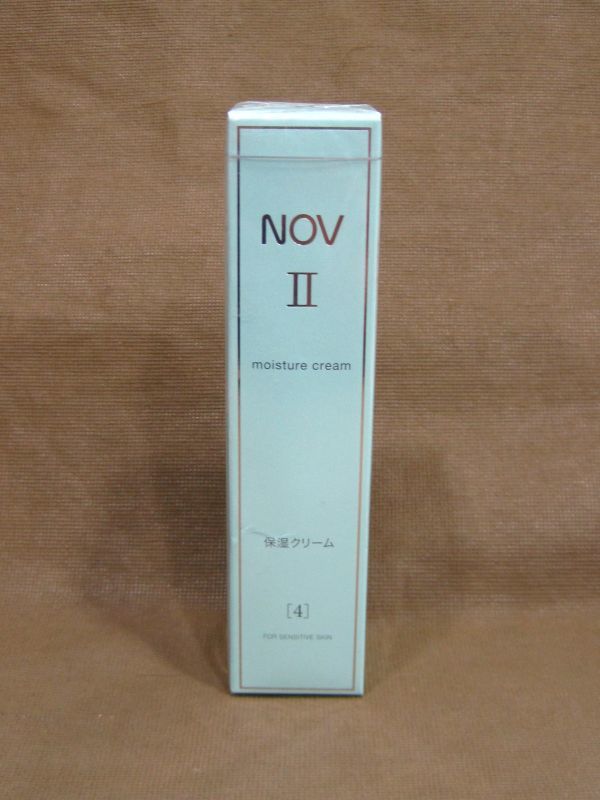 NOV
II
moisture cream
保湿クリーム
[4]
FOR SENSITIVE SKIN